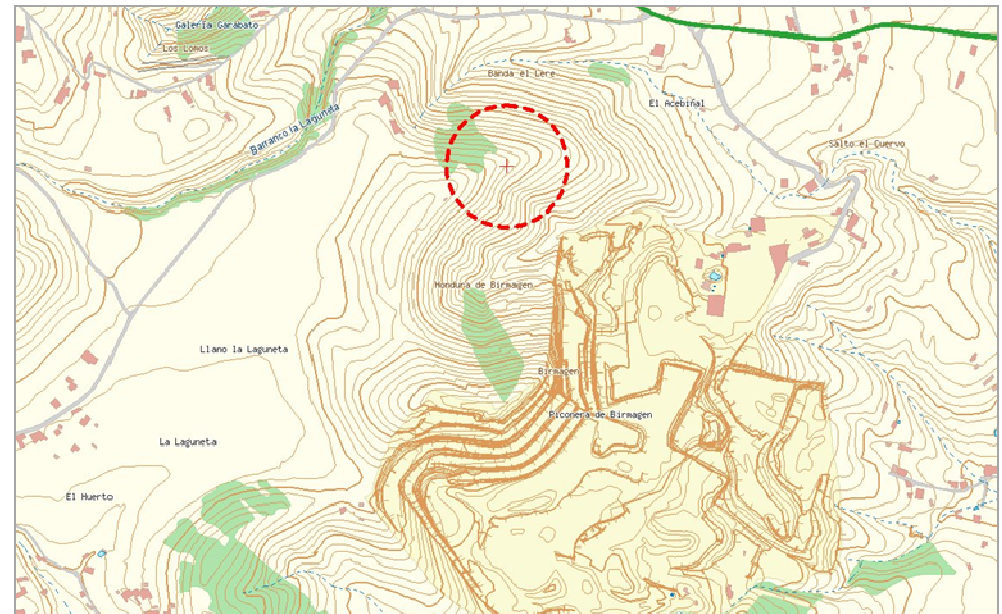 Galería Garabato
Los Lomos
Banda el Lere
Barranco la Laguneta
El Acebiñal
Salto el Cuervo
Hondura de Birmagen
Llano la Laguneta
Birmagen
Piconera de Birmagen
La Laguneta
El Huerto